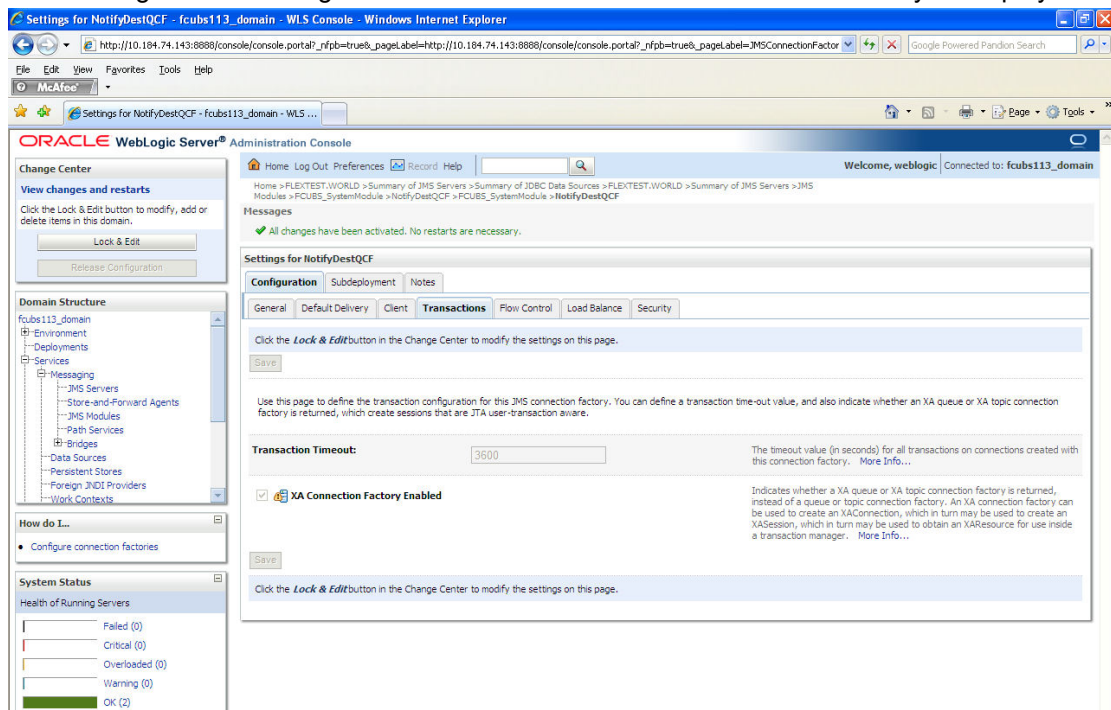 Settings for NotifyDestQCF - fcubs113_domain - WLS Console - Windows Internet Explorer
http://10.184.74.143:8888/console/console.portal?_nfpb=true&_pageLabel=http://10.184.74.143:8888/console/console.portal?_nfpb=true&_pageLabel=JMSConnectionFactor
Google Powered Pandion Search
File Edit View Favorites Tools Help
McAfee
Settings for NotifyDestQCF - fcubs113_domain - WLS ...
Page Tools
ORACLE WebLogic Server® Administration Console
Change Center
View changes and restarts
Click the Lock & Edit button to modify, add or
delete items in this domain.
Lock & Edit
Release Configuration
Domain Structure
fcubs113_domain
Environment
Deployments
Services
Messaging
JMS Servers
Store-and-Forward Agents
JMS Modules
Path Services
Bridges
Data Sources
Persistent Stores
Foreign JNDI Providers
Work Contexts
How do I...
Configure connection factories
System Status
Health of Running Servers
Failed (0)
Critical (0)
Overloaded (0)
Warning (0)
OK (2)
Home Log Out Preferences Record Help
Welcome, weblogic Connected to: fcubs113_domain
Home >FLEXTEST.WORLD >Summary of JMS Servers >Summary of JDBC Data Sources >FLEXTEST.WORLD >Summary of JMS Servers >JMS
Modules >FCUBS_SystemModule >NotifyDestQCF >FCUBS_SystemModule >NotifyDestQCF
Messages
All changes have been activated. No restarts are necessary.
Settings for NotifyDestQCF
Configuration Subdeployment Notes
General Default Delivery Client Transactions Flow Control Load Balance Security
Click the Lock & Edit button in the Change Center to modify the settings on this page.
Save
Use this page to define the transaction configuration for this JMS connection factory. You can define a transaction time-out value, and also indicate whether an XA queue or XA topic connection
factory is returned, which create sessions that are JTA user-transaction aware.
Transaction Timeout:
3600
The timeout value (in seconds) for all transactions on connections created with
this connection factory. More Info...
XA Connection Factory Enabled
Indicates whether a XA queue or XA topic connection factory is returned,
instead of a queue or topic connection factory. An XA connection factory can
be used to create an XAConnection, which in turn may be used to create an
XASession, which in turn may be used to obtain an XAResource for use inside
a transaction manager. More Info...
Save
Click the Lock & Edit button in the Change Center to modify the settings on this page.